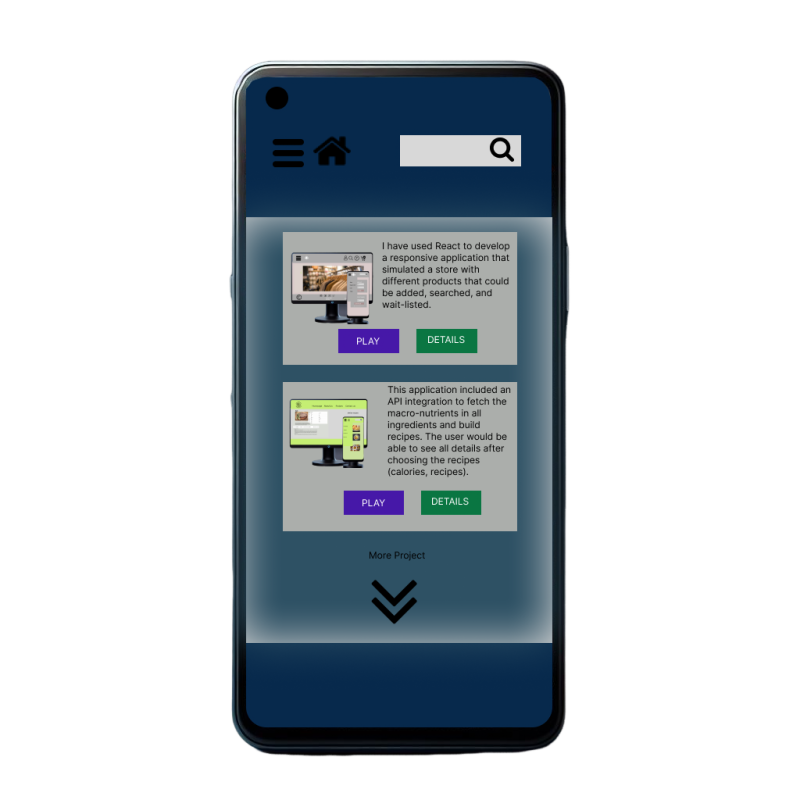 I have used React to develop
a responsive application that
simulated a store with
different products that could
be added, searched, and
wait-listed.
PLAY
DETAILS
This application included an
API integration to fetch the
macro-nutrients in all
ingredients and build
recipes. The user would be
able to see all details after
choosing the recipes
(calories, recipes).
PLAY
DETAILS
More Project